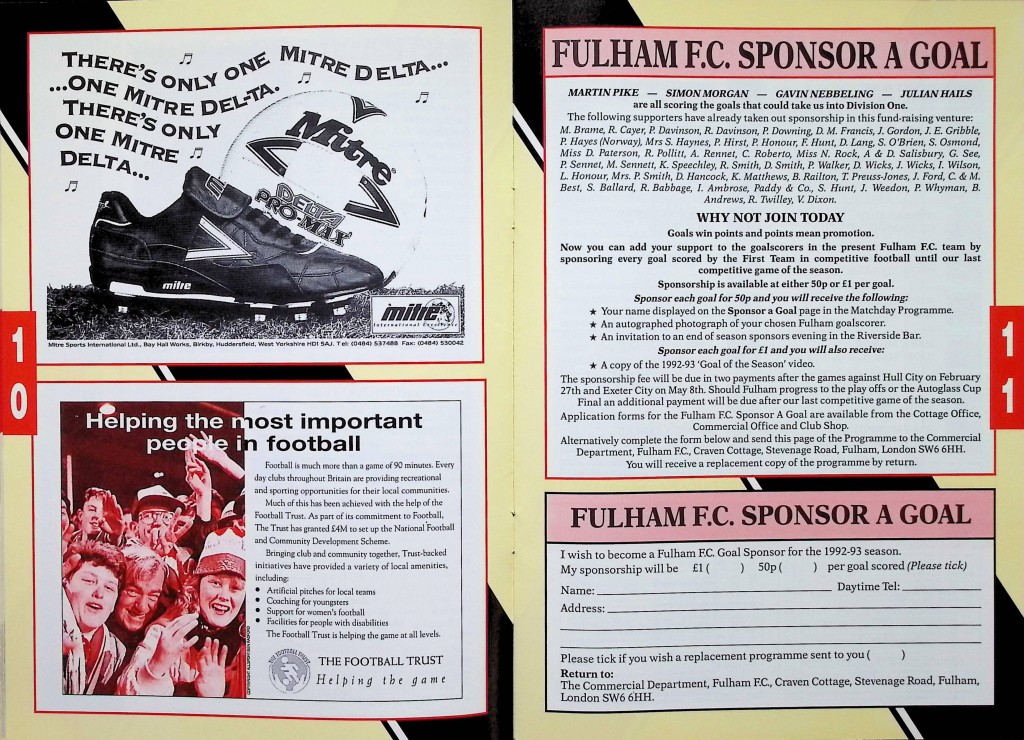 THERE'S ONLY ONE MITRE DELTA...
...ONE MITRE DEL-TA.
THERE'S ONLY
ONE MITRE
DELTA...
Mitre
DELTA
PRO-MAX
mitre
mitre
International Excellence
Mitre Sports International Ltd., Bay Hall Works, Birkby, Huddersfield, West Yorkshire HD1 5AJ. Tel: (0484) 537488 Fax: (0484) 530042
10
Helping the most important
people in football
Football is much more than a game of 90 minutes. Every
day clubs throughout Britain are providing recreational
and sporting opportunities for their local communities.
Much of this has been achieved with the help of the
Football Trust. As part of its commitment to Football,
The Trust has granted £4M to set up the National Football
and Community Development Scheme.
Bringing club and community together, Trust-backed
initiatives have provided a variety of local amenities,
including:
• Artificial pitches for local teams
• Coaching for youngsters
• Support for women's football
• Facilities for people with disabilities
The Football Trust is helping the game at all levels.
THE FOOTBALL TRUST
THE FOOTBALL TRUST
Helping the game
FULHAM F.C. SPONSOR A GOAL
MARTIN PIKE — SIMON MORGAN — GAVIN NEBBELING — JULIAN HAILS
are all scoring the goals that could take us into Division One.
The following supporters have already taken out sponsorship in this fund-raising venture:
M. Brame, R. Cayer, P. Davinson, R. Davinson, P. Downing, D. M. Francis, J. Gordon, J. E. Gribble,
P. Hayes (Norway), Mrs S. Haynes, P. Hirst, P. Honour, F. Hunt, D. Lang, S. O'Brien, S. Osmond,
Miss D. Paterson, R. Pollitt, A. Rennet, C. Roberto, Miss N. Rock, A & D. Salisbury, G. See,
P. Sennet, M. Sennett, K. Speechley, R. Smith, D. Smith, P. Walker, D. Wicks, J. Wicks, I. Wilson,
L. Honour, Mrs. P. Smith, D. Hancock, K. Matthews, B. Railton, T. Preuss-Jones, J. Ford, C. & M.
Best, S. Ballard, R. Babbage, I. Ambrose, Paddy & Co., S. Hunt, J. Weedon, P. Whyman, B.
Andrews, R. Twilley, V. Dixon.
WHY NOT JOIN TODAY
Goals win points and points mean promotion.
Now you can add your support to the goalscorers in the present Fulham F.C. team by
sponsoring every goal scored by the First Team in competitive football until our last
competitive game of the season.
Sponsorship is available at either 50p or £1 per goal.
Sponsor each goal for 50p and you will receive the following:
★ Your name displayed on the Sponsor a Goal page in the Matchday Programme.
★ An autographed photograph of your chosen Fulham goalscorer.
★ An invitation to an end of season sponsors evening in the Riverside Bar.
Sponsor each goal for £1 and you will also receive:
★ A copy of the 1992-93 'Goal of the Season' video.
The sponsorship fee will be due in two payments after the games against Hull City on February
27th and Exeter City on May 8th. Should Fulham progress to the play offs or the Autoglass Cup
Final an additional payment will be due after our last competitive game of the season.
Application forms for the Fulham F.C. Sponsor A Goal are available from the Cottage Office,
Commercial Office and Club Shop.
Alternatively complete the form below and send this page of the Programme to the Commercial
Department, Fulham F.C., Craven Cottage, Stevenage Road, Fulham, London SW6 6HH.
You will receive a replacement copy of the programme by return.
11
FULHAM F.C. SPONSOR A GOAL
I wish to become a Fulham F.C. Goal Sponsor for the 1992-93 season.
My sponsorship will be £1 ( ) 50p ( ) per goal scored (Please tick)
Name: Daytime Tel:
Address:
Please tick if you wish a replacement programme sent to you ( )
Return to:
The Commercial Department, Fulham F.C., Craven Cottage, Stevenage Road, Fulham,
London SW6 6HH.